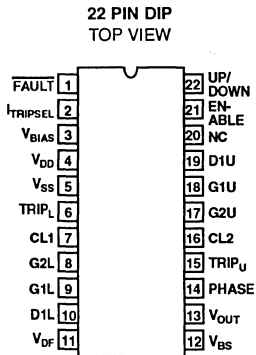 22 PIN DIP
TOP VIEW
FAULT 1
ITRIPSEL 2
VBIAS 3
VDD 4
VSS 5
TRIPL 6
CL1 7
G2L 8
G1L 9
D1L 10
VDF 11
22 UP/
DOWN
21 EN-
ABLE
20 NC
19 D1U
18 G1U
17 G2U
16 CL2
15 TRIPU
14 PHASE
13 VOUT
12 VBS